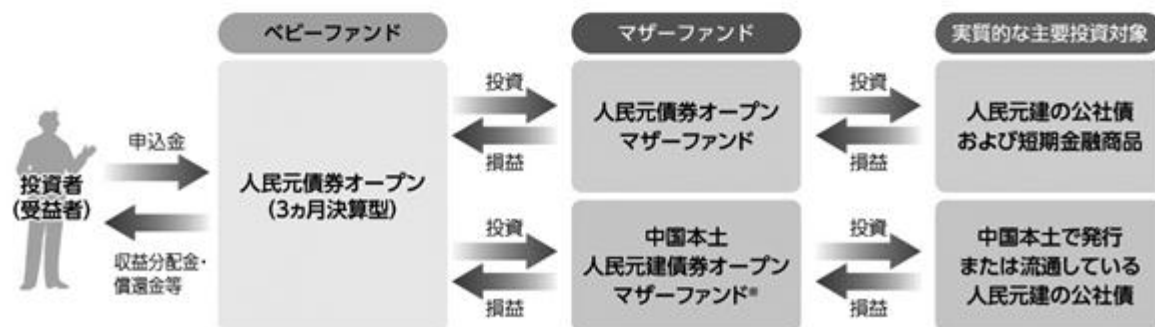 ベビーファンド
マザーファンド
実質的な主要投資対象
投資者
(受益者)
申込金
収益分配金・
償還金等
人民元債券オープン
(3ヵ月決算型)
投資
損益
人民元債券オープン
マザーファンド
投資
損益
人民元建の公社債
および短期金融商品
投資
損益
中国本土
人民元建債券オープン
マザーファンド※
投資
損益
中国本土で発行
または流通している
人民元建の公社債